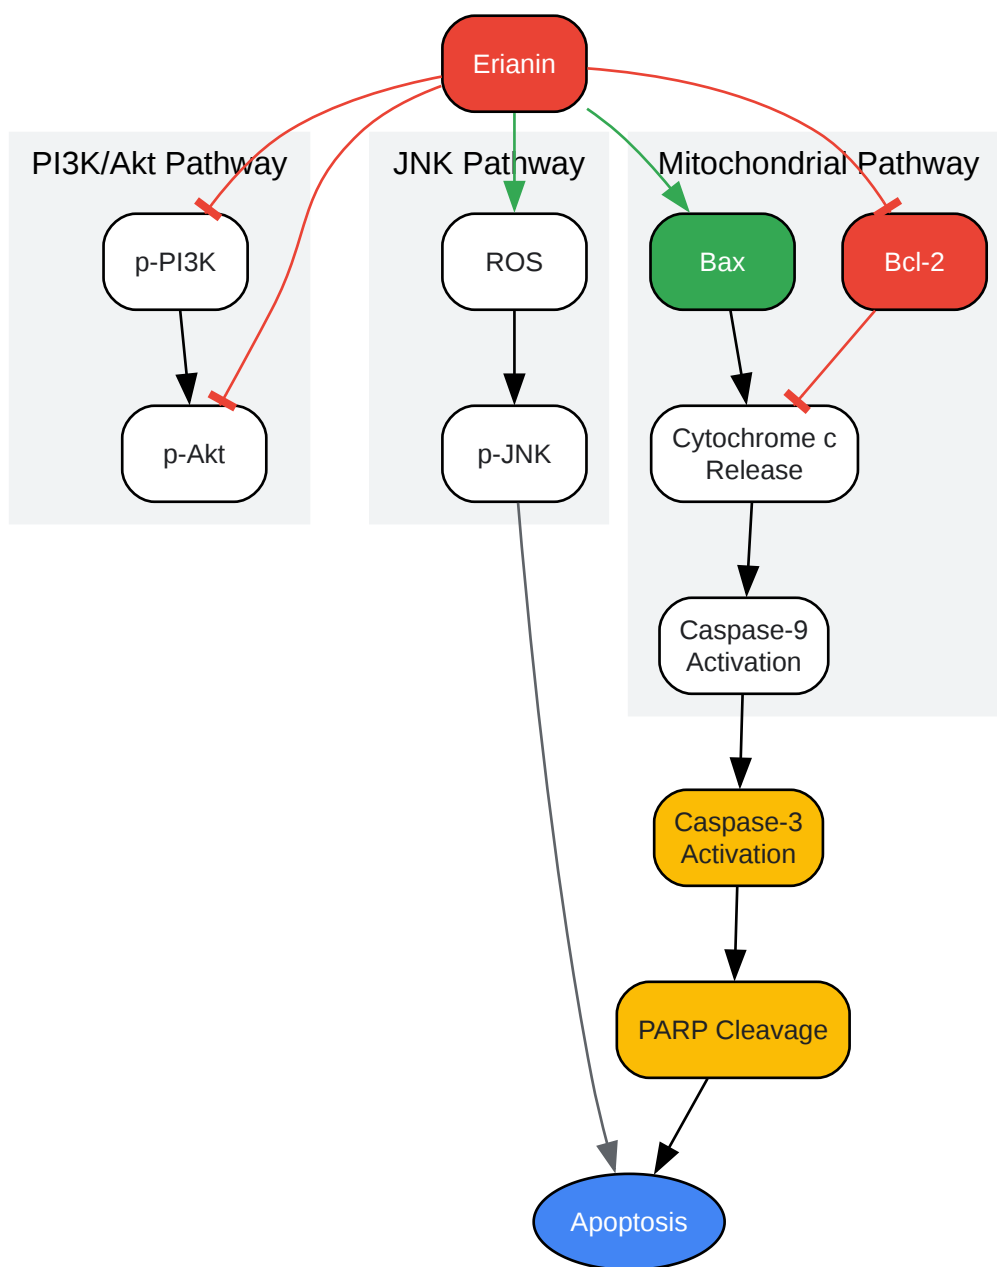 Erianin
PI3K/Akt Pathway
JNK Pathway
Mitochondrial Pathway
p-PI3K
ROS
Bax
Bcl-2
p-Akt
p-JNK
Cytochrome c
Release
Caspase-9
Activation
Caspase-3
Activation
PARP Cleavage
Apoptosis